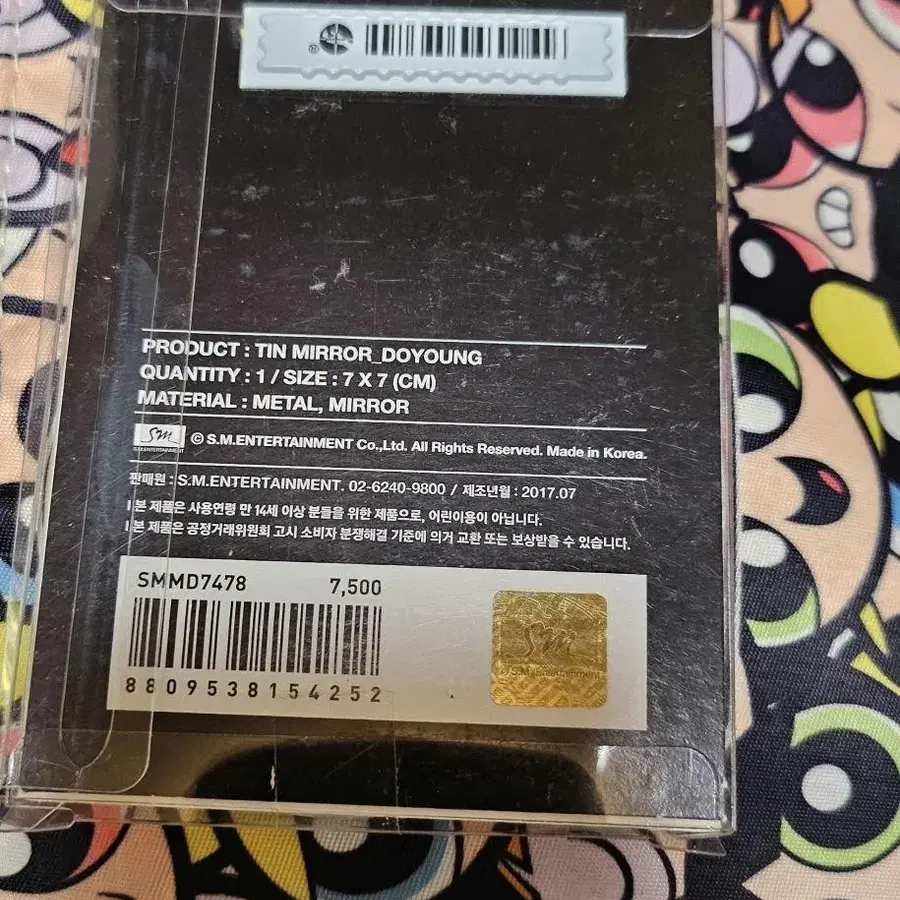 PRODUCT : TIN MIRROR_DOYOUNG
QUANTITY : 1 / SIZE : 7 X 7 (CM)
MATERIAL : METAL, MIRROR
SM S.M.ENTERTAINMENT © S.M.ENTERTAINMENT Co.,Ltd. All Rights Reserved. Made in Korea.
판매원 : S.M.ENTERTAINMENT. 02-6240-9800 / 제조년월 : 2017.07
본 제품은 사용연령 만 14세 이상 분들을 위한 제품으로, 어린이용이 아닙니다.
본 제품은 공정거래위원회 고시 소비자 분쟁해결 기준에 의거 교환 또는 보상받을 수 있습니다.
SMMD7478 7,500
8809538154252
SM
S.M.Entertainment